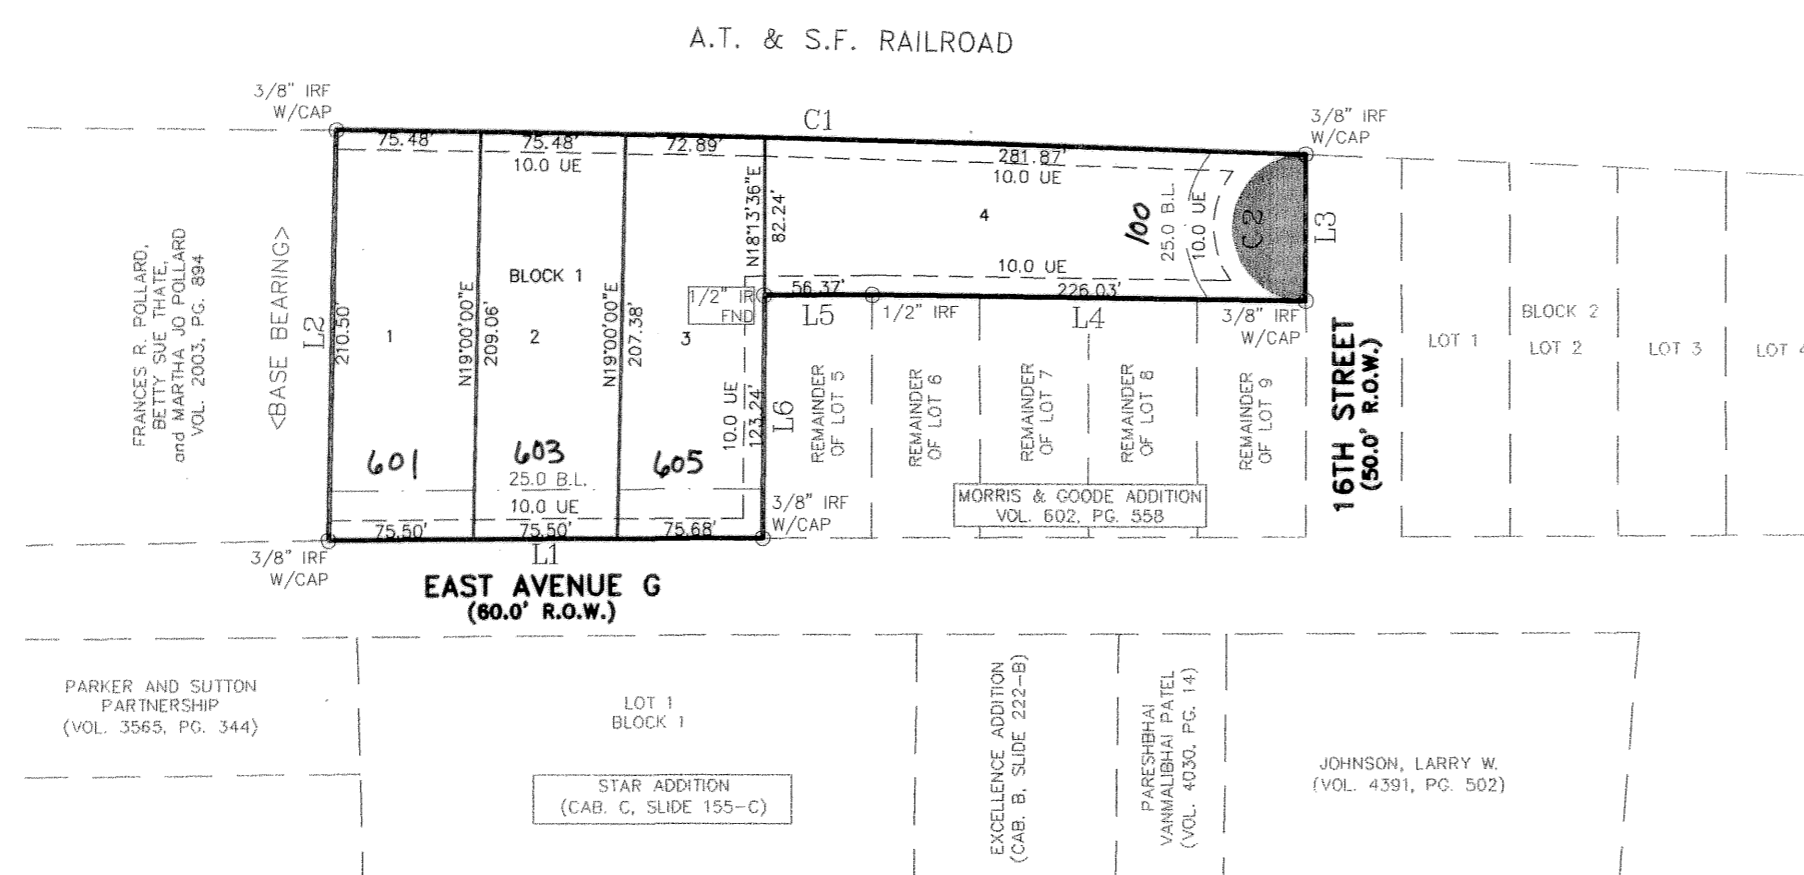 A.T. & S.F. RAILROAD
3/8" IRF
W/CAP
C1
3/8" IRF
W/CAP
75.48'
75.48'
72.89'
281.87'
10.0 UE
10.0 UE
FRANCES R. POLLARD,
BETTY SUE THATE,
and MARTHA JO POLLARD
VOL. 2003, PG. 894
<BASE BEARING>
L2
210.50'
1
N19°00'00"E
209.06'
BLOCK 1
2
N19°00'00"E
207.38'
3
N18°13'36"E
82.24'
4
100
25.0 B.L.
10.0 UE
C2
L3
10.0 UE
56.37'
226.03'
1/2" IR
FND
L5
1/2" IRF
L4
3/8" IRF
W/CAP
10.0 UE
123.24'
L6
REMAINDER
OF LOT 5
REMAINDER
OF LOT 6
REMAINDER
OF LOT 7
REMAINDER
OF LOT 8
REMAINDER
OF LOT 9
16TH STREET
(50.0' R.O.W.)
LOT 1
BLOCK 2
LOT 2
LOT 3
LOT 4
601
603
605
25.0 B.L.
10.0 UE
75.50'
75.50'
75.68'
3/8" IRF
W/CAP
MORRIS & GOODE ADDITION
VOL. 602, PG. 558
3/8" IRF
W/CAP
L1
EAST AVENUE G
(60.0' R.O.W.)
PARKER AND SUTTON
PARTNERSHIP
(VOL. 3565, PG. 344)
LOT 1
BLOCK 1
STAR ADDITION
(CAB. C, SLIDE 155-C)
EXCELLENCE ADDITION
(CAB. B, SLIDE 222-B)
PARESHBHAI
VANMALIBHAI PATEL
(VOL. 4030, PG. 14)
JOHNSON, LARRY W.
(VOL. 4391, PG. 502)